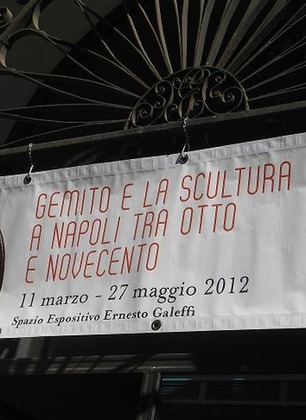 GEMITO E LA SCULTURA
A NAPOLI TRA OTTO
E NOVECENTO
11 marzo - 27 maggio 2012
Spazio Espositivo Ernesto Galeffi